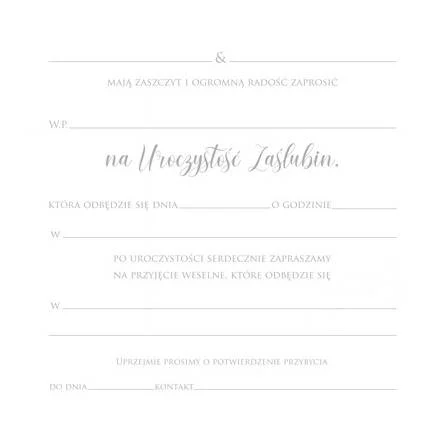 &
MAJĄ ZASZCZYT I OGROMNĄ RADOŚĆ ZAPROSIĆ
W.P.
na Uroczystość Zaślubin,
KTÓRA ODBĘDZIE SIĘ DNIA O GODZINIE
W
PO UROCZYSTOŚCI SERDECZNIE ZAPRASZAMY
NA PRZYJĘCIE WESELNE, KTÓRE ODBĘDZIE SIĘ
W
UPRZEJMIE PROSIMY O POTWIERDZENIE PRZYBYCIA
DO DNIA KONTAKT